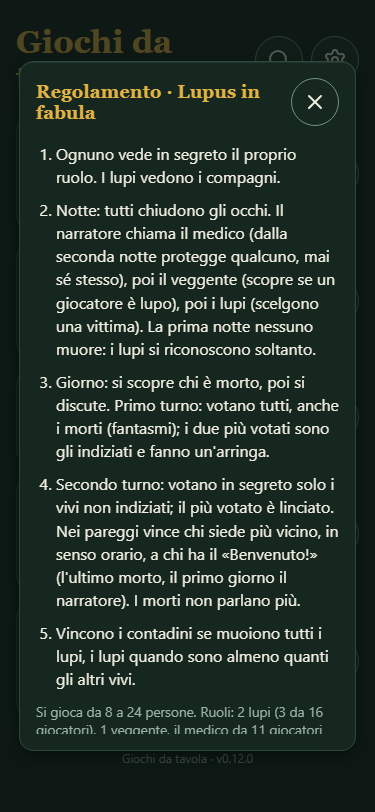 Giochi da
Regolamento · Lupus in
fabula
1. Ognuno vede in segreto il proprio
ruolo. I lupi vedono i compagni.
2. Notte: tutti chiudono gli occhi. Il
narratore chiama il medico (dalla
seconda notte protegge qualcuno, mai
sé stesso), poi il veggente (scopre se un
giocatore è lupo), poi i lupi (scelgono
una vittima). La prima notte nessuno
muore: i lupi si riconoscono soltanto.
3. Giorno: si scopre chi è morto, poi si
discute. Primo turno: votano tutti, anche
i morti (fantasmi); i due più votati sono
gli indiziati e fanno un'arringa.
4. Secondo turno: votano in segreto solo i
vivi non indiziati; il più votato è linciato.
Nei pareggi vince chi siede più vicino, in
senso orario, a chi ha il «Benvenuto!»
(l'ultimo morto, il primo giorno il
narratore). I morti non parlano più.
5. Vincono i contadini se muoiono tutti i
lupi, i lupi quando sono almeno quanti
gli altri vivi.
Si gioca da 8 a 24 persone. Ruoli: 2 lupi (3 da 16
giocatori), 1 veggente, il medico da 11 giocatori
Giochi da tavola · v0.12.0